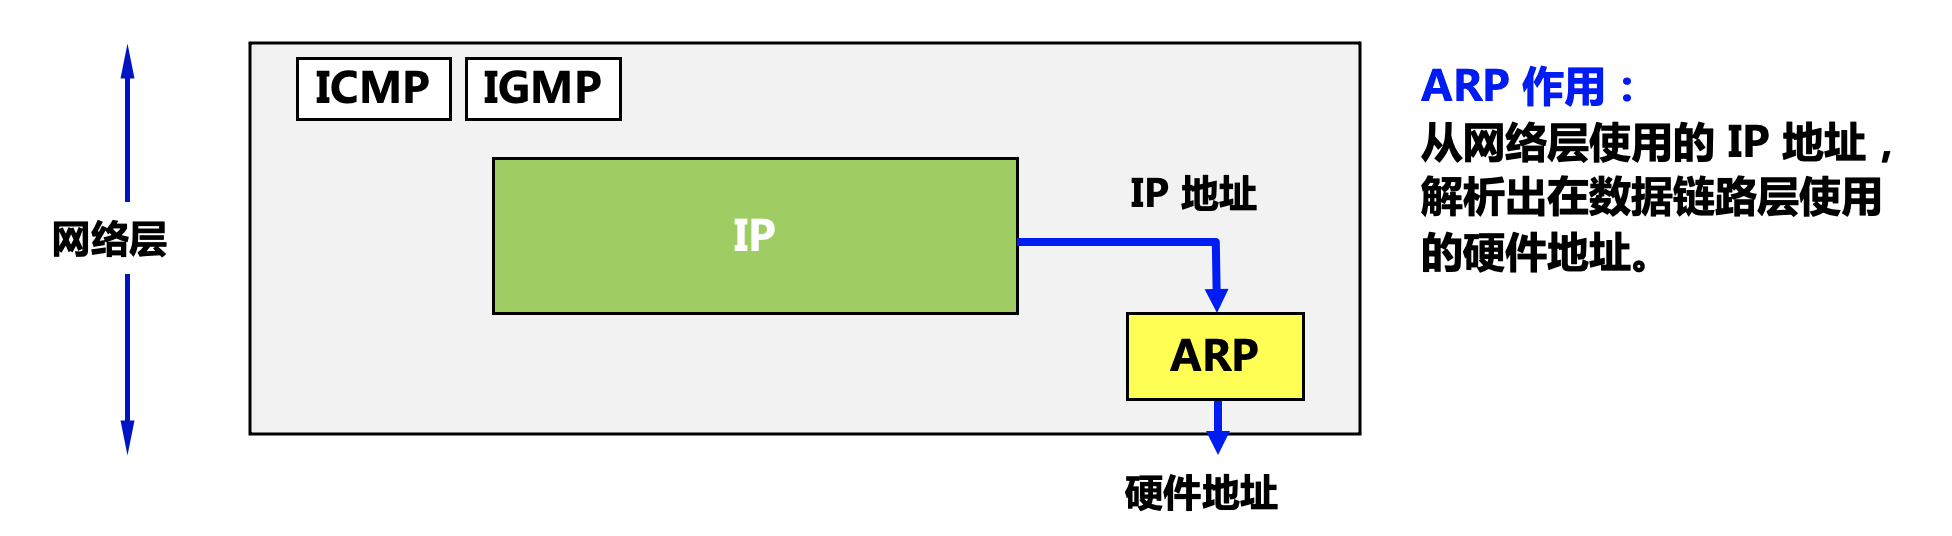 ICMP
IGMP
IP
IP 地址
ARP
硬件地址
网络层
ARP 作用：
从网络层使用的 IP 地址，
解析出在数据链路层使用
的硬件地址。